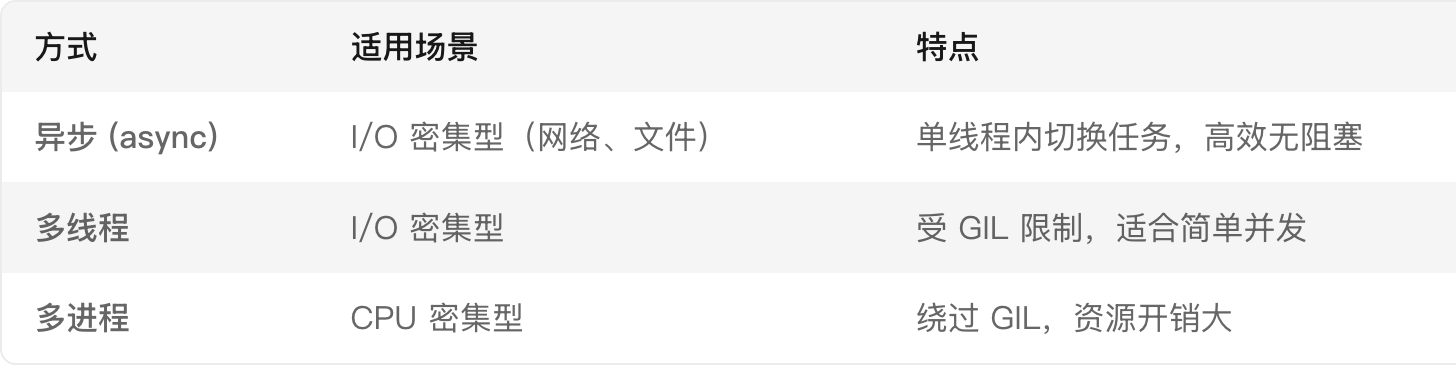 方式 适用场景 特点
异步 (async) I/O 密集型（网络、文件） 单线程内切换任务，高效无阻塞
多线程 I/O 密集型 受 GIL 限制，适合简单并发
多进程 CPU 密集型 绕过 GIL，资源开销大